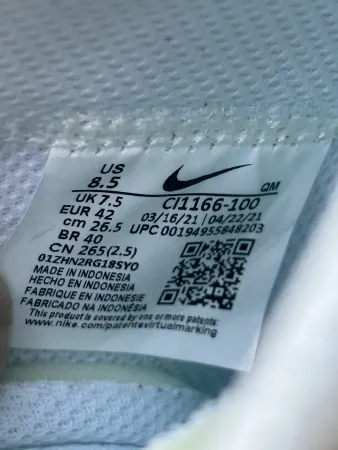 US
8.5
UK 7.5
EUR 42
cm 26.5
BR 40
CN 265(2.5)
QM
CI1166-100
03/16/21 | 04/22/21
UPC 00194955848203
01ZHN2RG18SYO
MADE IN INDONESIA
HECHO EN INDONESIA
FABRIQUE EN INDONESIE
FABRICADO NA INDONÉSIA
This product is covered by one or more patents:
www.nike.com/patentsvirtualmarking